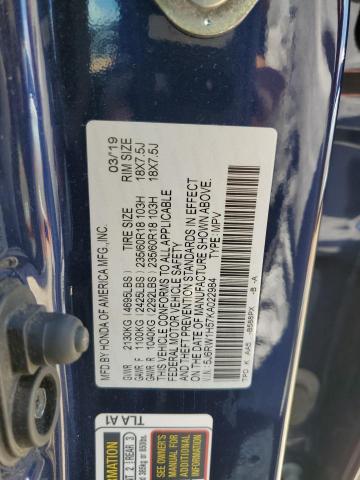 MFD. BY HONDA OF AMERICA MFG.,INC. 03/19
TIRE SIZE RIM SIZE
GVWR 2130KG (4695LBS)
GAWR F 1100KG (2425LBS) 235/60R18 103H 18X7.5J
GAWR R 1040KG (2292LBS) 235/60R18 103H 18X7.5J
THIS VEHICLE CONFORMS TO ALL APPLICABLE
FEDERAL MOTOR VEHICLE SAFETY AND THEFT
PREVENTION STANDARDS IN EFFECT ON
THE DATE OF MANUFACTURE SHOWN ABOVE.
TYPE: MPV
TLA A1
2 REAR 3
SEE OWNER'S
MANUAL FOR
ADDITIONAL
INFORMATION